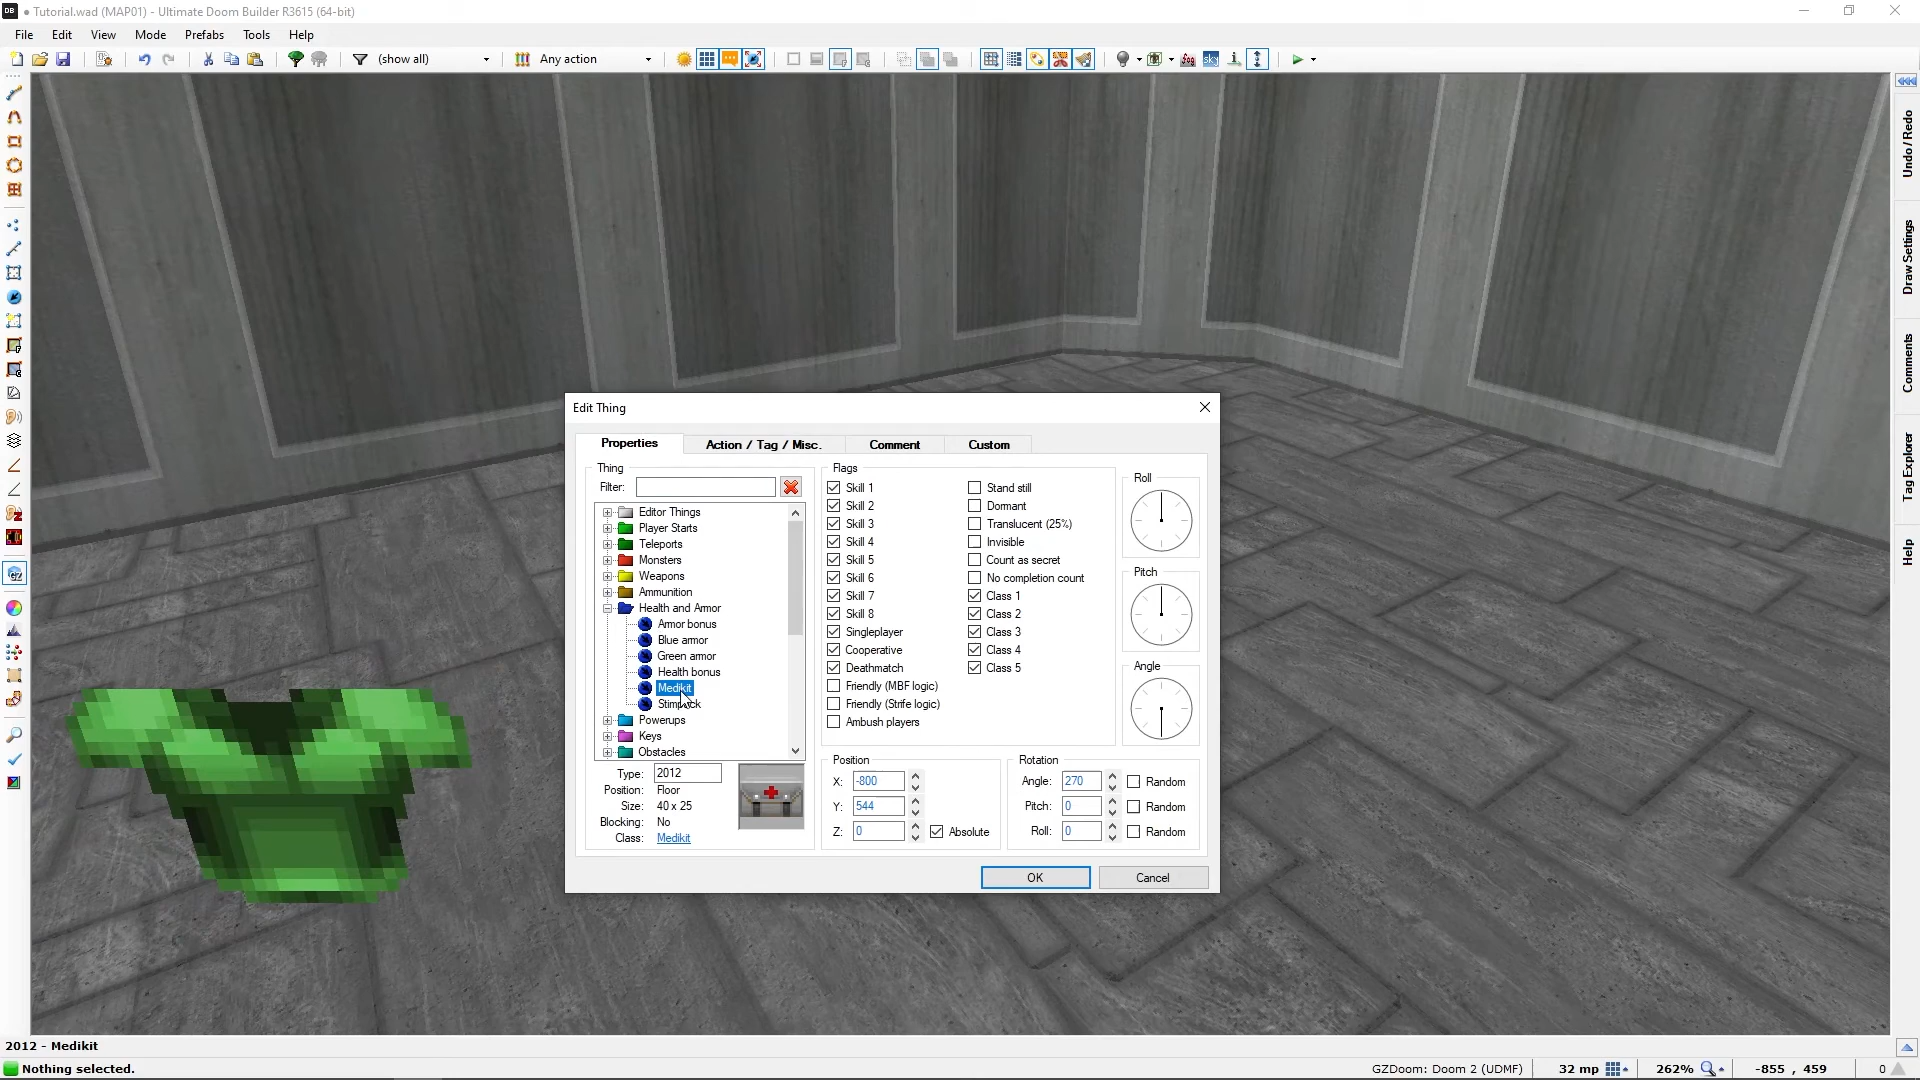 Tutorial.wad (MAP01) - Ultimate Doom Builder R3615 (64-bit)
File Edit View Mode Prefabs Tools Help
(show all) Any action
Undo / Redo
Draw Settings
Comments
Tag Explorer
Help
Edit Thing
Properties Action / Tag / Misc. Comment Custom
Thing
Filter:
Editor Things
Player Starts
Teleports
Monsters
Weapons
Ammunition
Health and Armor
Armor bonus
Blue armor
Green armor
Health bonus
Medikit
Powerups
Keys
Obstacles
Type: 2012
Position: Floor
Size: 40 x 25
Blocking: No
Class: Medikit
Flags
Skill 1
Skill 2
Skill 3
Skill 4
Skill 5
Skill 6
Skill 7
Skill 8
Singleplayer
Cooperative
Deathmatch
Friendly (MBF logic)
Friendly (Strife logic)
Ambush players
Stand still
Dormant
Translucent (25%)
Invisible
Count as secret
No completion count
Class 1
Class 2
Class 3
Class 4
Class 5
Roll
Pitch
Angle
Position
X: -800
Y: 544
Z: 0 Absolute
Rotation
Angle: 270 Random
Pitch: 0 Random
Roll: 0 Random
OK Cancel
2012 - Medikit
Nothing selected. GZDoom: Doom 2 (UDMF) 32 mp 262% -855 , 459 0